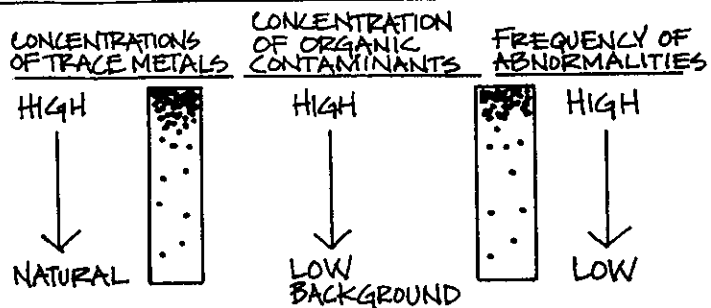 CONCENTRATIONS
OF TRACE METALS
HIGH
NATURAL
CONCENTRATION
OF ORGANIC
CONTAMINANTS
HIGH
LOW
BACKGROUND
FREQUENCY OF
ABNORMALITIES
HIGH
LOW